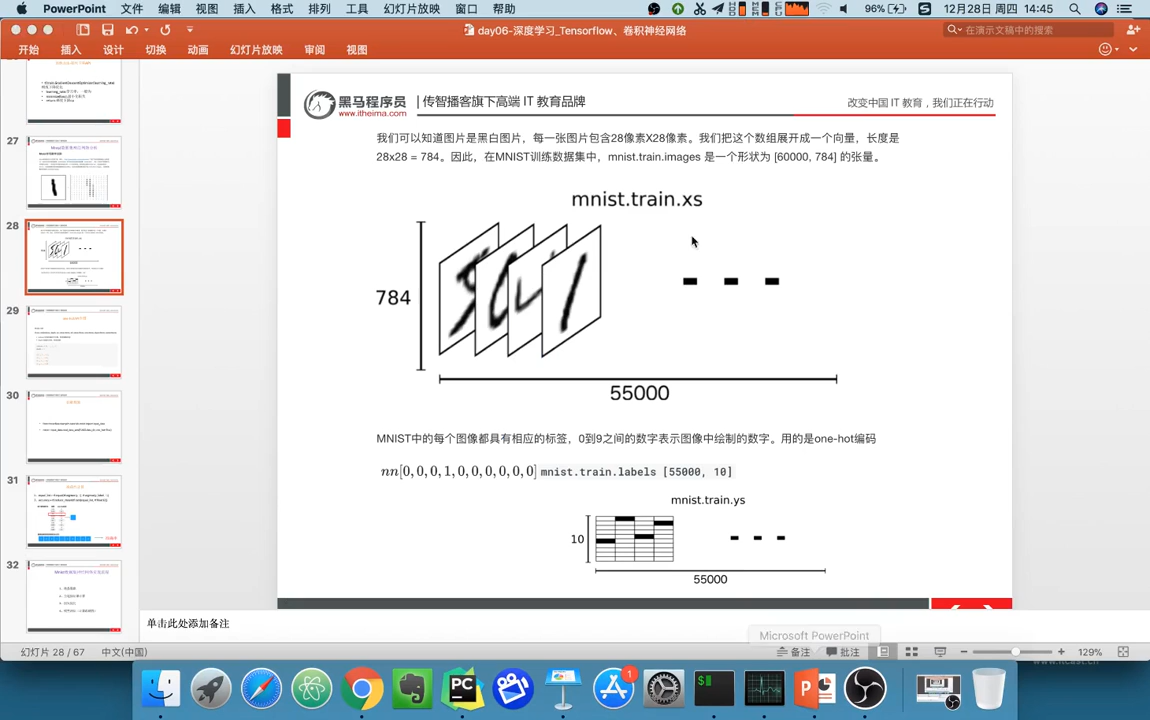 PowerPoint 文件 编辑 视图 插入 格式 排列 工具 幻灯片放映 窗口 帮助 96% 12月28日 周四 14:45
day06-深度学习_Tensorflow、卷积神经网络
在演示文稿中的搜索
开始 插入 设计 切换 动画 幻灯片放映 审阅 视图
27
28
29
30
31
32
黑马程序员
www.itheima.com
传智播客旗下高端 IT 教育品牌
改变中国 IT 教育，我们正在行动
我们可以知道图片是黑白图片，每一张图片包含28像素X28像素。我们把这个数组展开成一个向量，长度是
28x28 = 784。因此，在MNIST训练数据集中，mnist.train.images 是一个形状为 [60000, 784] 的张量。
mnist.train.xs
784
55000
MNIST中的每个图像都具有相应的标签，0到9之间的数字表示图像中绘制的数字。用的是one-hot编码
nn[0,0,0,1,0,0,0,0,0,0] mnist.train.labels [55000, 10]
mnist.train.ys
10
55000
单击此处添加备注
Microsoft PowerPoint
幻灯片 28 / 67 中文(中国) 备注 批注 129%
PC
1